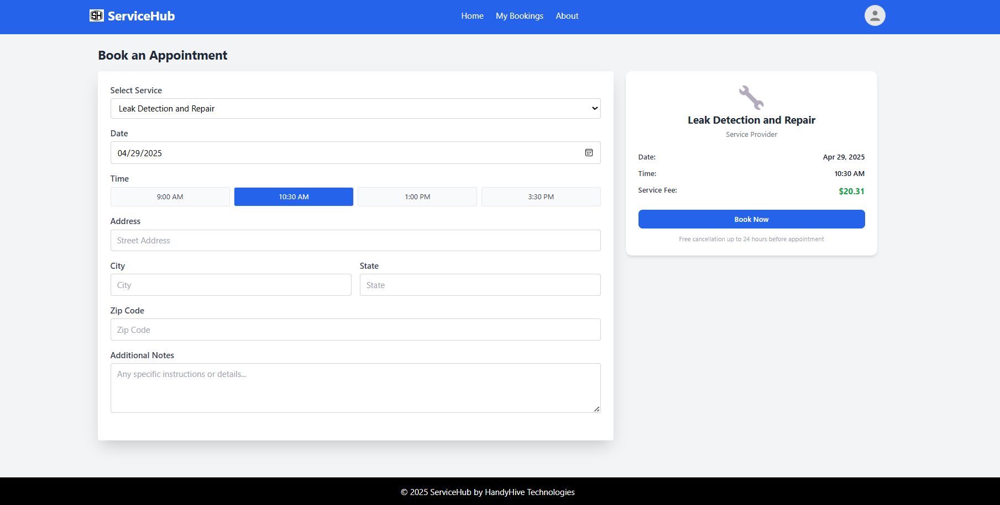 SH ServiceHub
Home My Bookings About
Book an Appointment
Select Service
Leak Detection and Repair
Date
04/29/2025
Time
9:00 AM 10:30 AM 1:00 PM 3:30 PM
Address
Street Address
City State
City State
Zip Code
Zip Code
Additional Notes
Any specific instructions or details...
Leak Detection and Repair
Service Provider
Date: Apr 29, 2025
Time: 10:30 AM
Service Fee: $20.31
Book Now
Free cancellation up to 24 hours before appointment
© 2025 ServiceHub by HandyHive Technologies